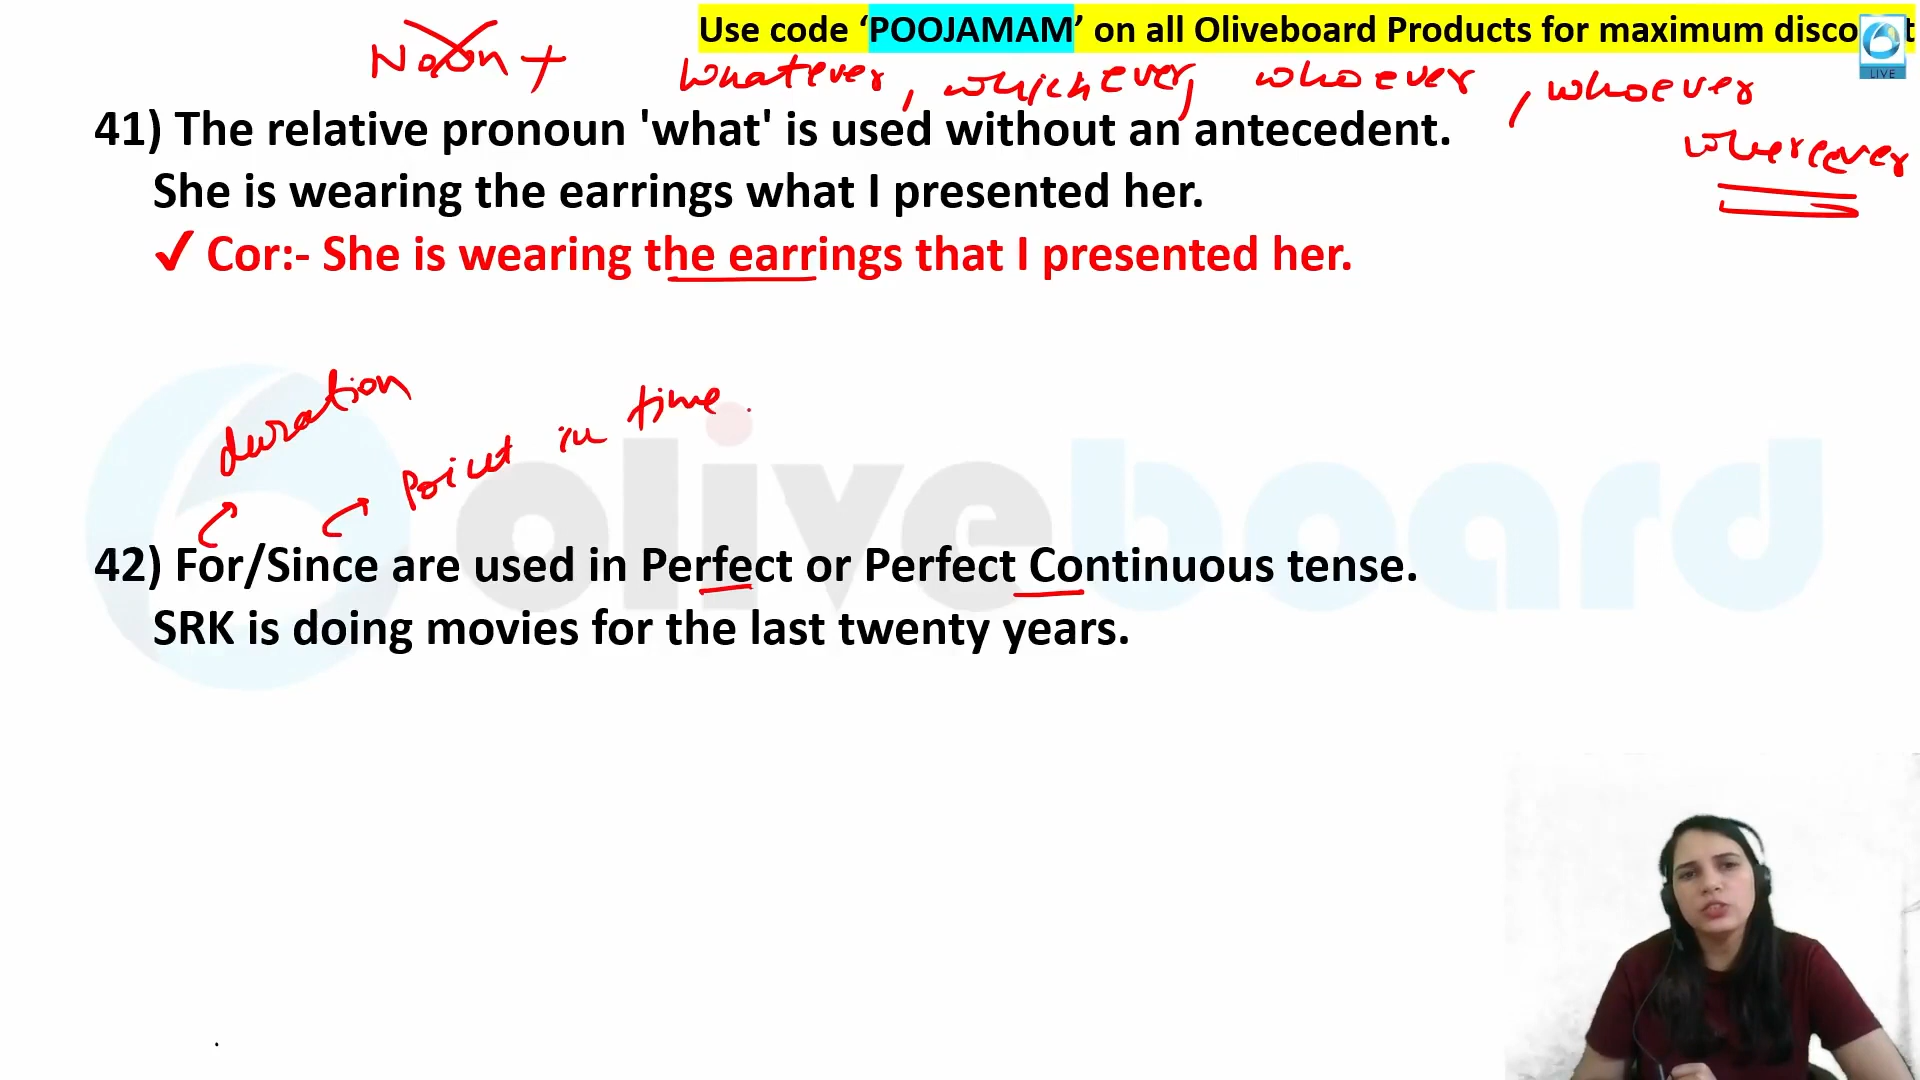 Use code ‘POOJAMAM’ on all Oliveboard Products for maximum disco t
LIVE
Noun +
whatever, whichever, whoever, whoever
whereever
41) The relative pronoun 'what' is used without an antecedent.
She is wearing the earrings what I presented her.
✓ Cor:- She is wearing the earrings that I presented her.
duration
Point in time.
oliveboard
42) For/Since are used in Perfect or Perfect Continuous tense.
SRK is doing movies for the last twenty years.